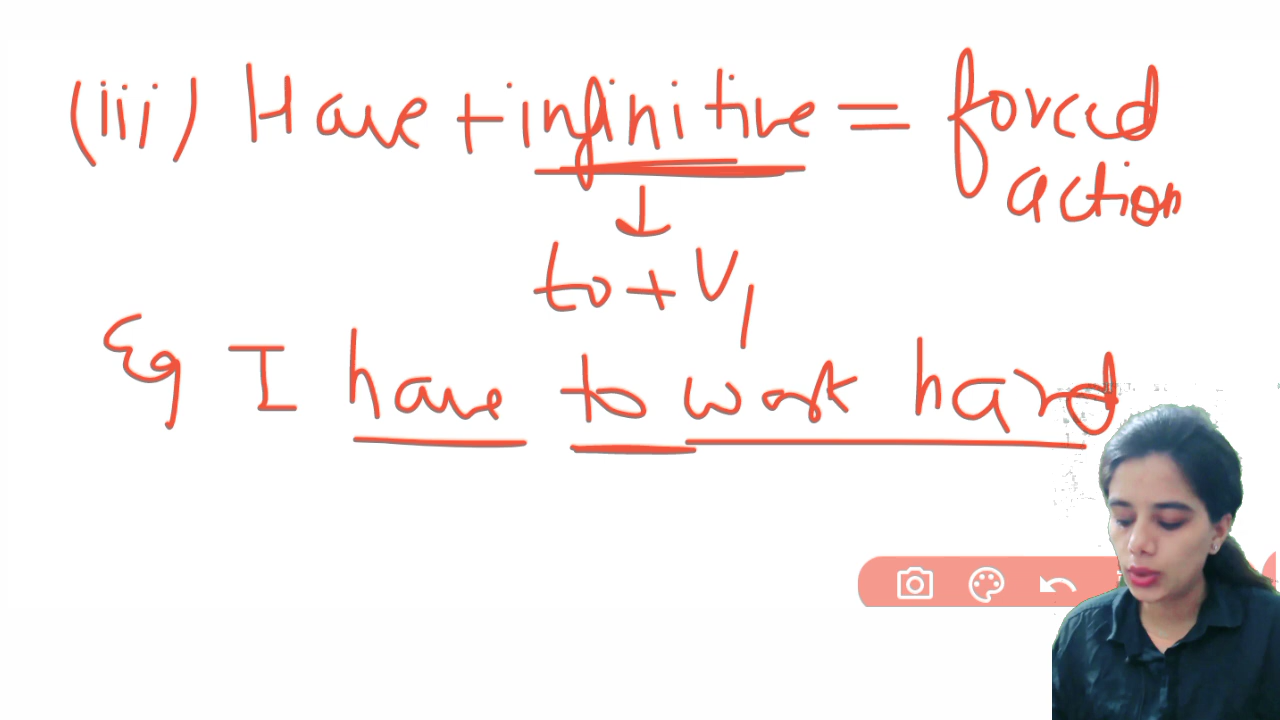 (iii) Have + infinitive = forced
action
↓
to + V1
Eg I have to work hard